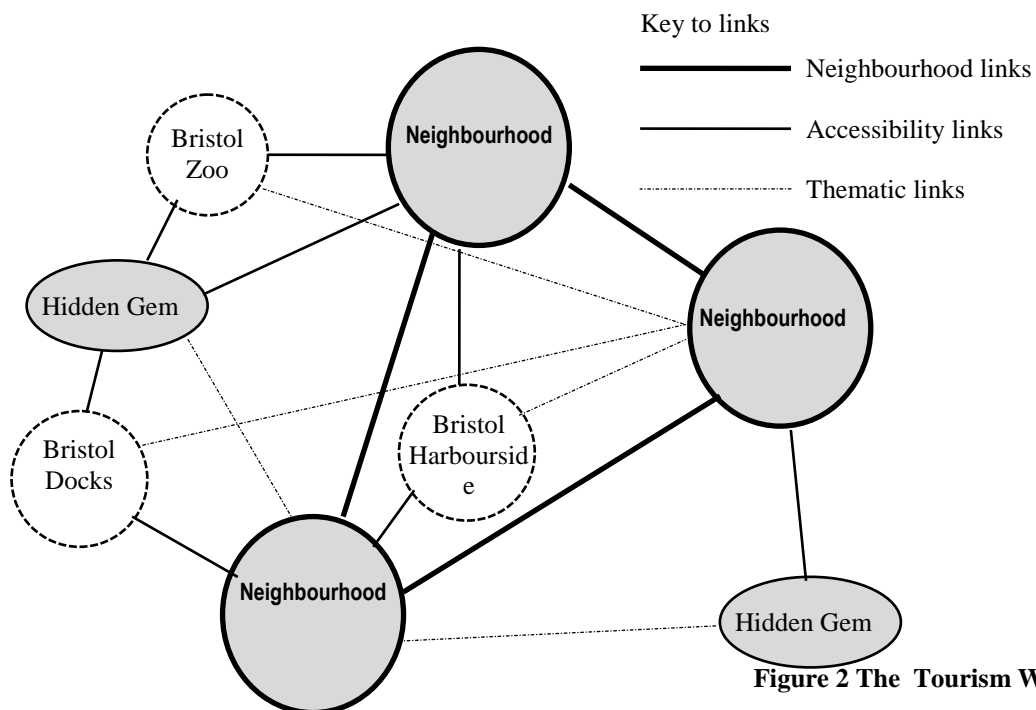 Key to links
Neighbourhood links
Accessibility links
Thematic links
Neighbourhood
Bristol
Zoo
Hidden Gem
Neighbourhood
Bristol
Docks
Bristol
Harboursid
e
Neighbourhood
Hidden Gem
Figure 2 The Tourism W